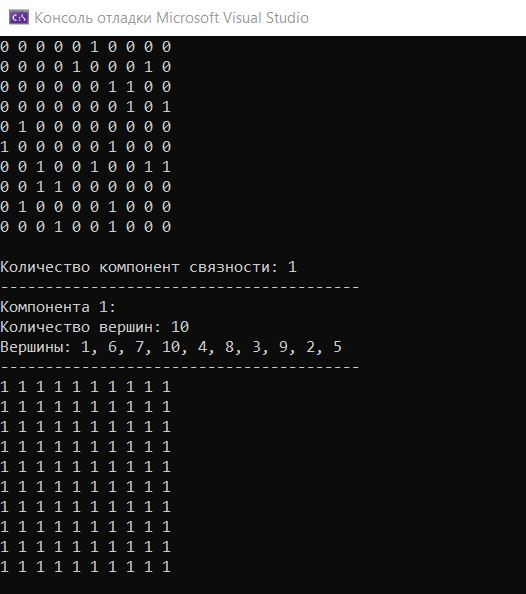 Консоль отладки Microsoft Visual Studio
0 0 0 0 0 1 0 0 0 0
0 0 0 0 1 0 0 0 1 0
0 0 0 0 0 0 1 1 0 0
0 0 0 0 0 0 0 1 0 1
0 1 0 0 0 0 0 0 0 0
1 0 0 0 0 0 1 0 0 0
0 0 1 0 0 1 0 0 1 1
0 0 1 1 0 0 0 0 0 0
0 1 0 0 0 0 1 0 0 0
0 0 0 1 0 0 1 0 0 0
Количество компонент связности: 1
----------------------------------------
Компонента 1:
Количество вершин: 10
Вершины: 1, 6, 7, 10, 4, 8, 3, 9, 2, 5
----------------------------------------
1 1 1 1 1 1 1 1 1 1
1 1 1 1 1 1 1 1 1 1
1 1 1 1 1 1 1 1 1 1
1 1 1 1 1 1 1 1 1 1
1 1 1 1 1 1 1 1 1 1
1 1 1 1 1 1 1 1 1 1
1 1 1 1 1 1 1 1 1 1
1 1 1 1 1 1 1 1 1 1
1 1 1 1 1 1 1 1 1 1
1 1 1 1 1 1 1 1 1 1